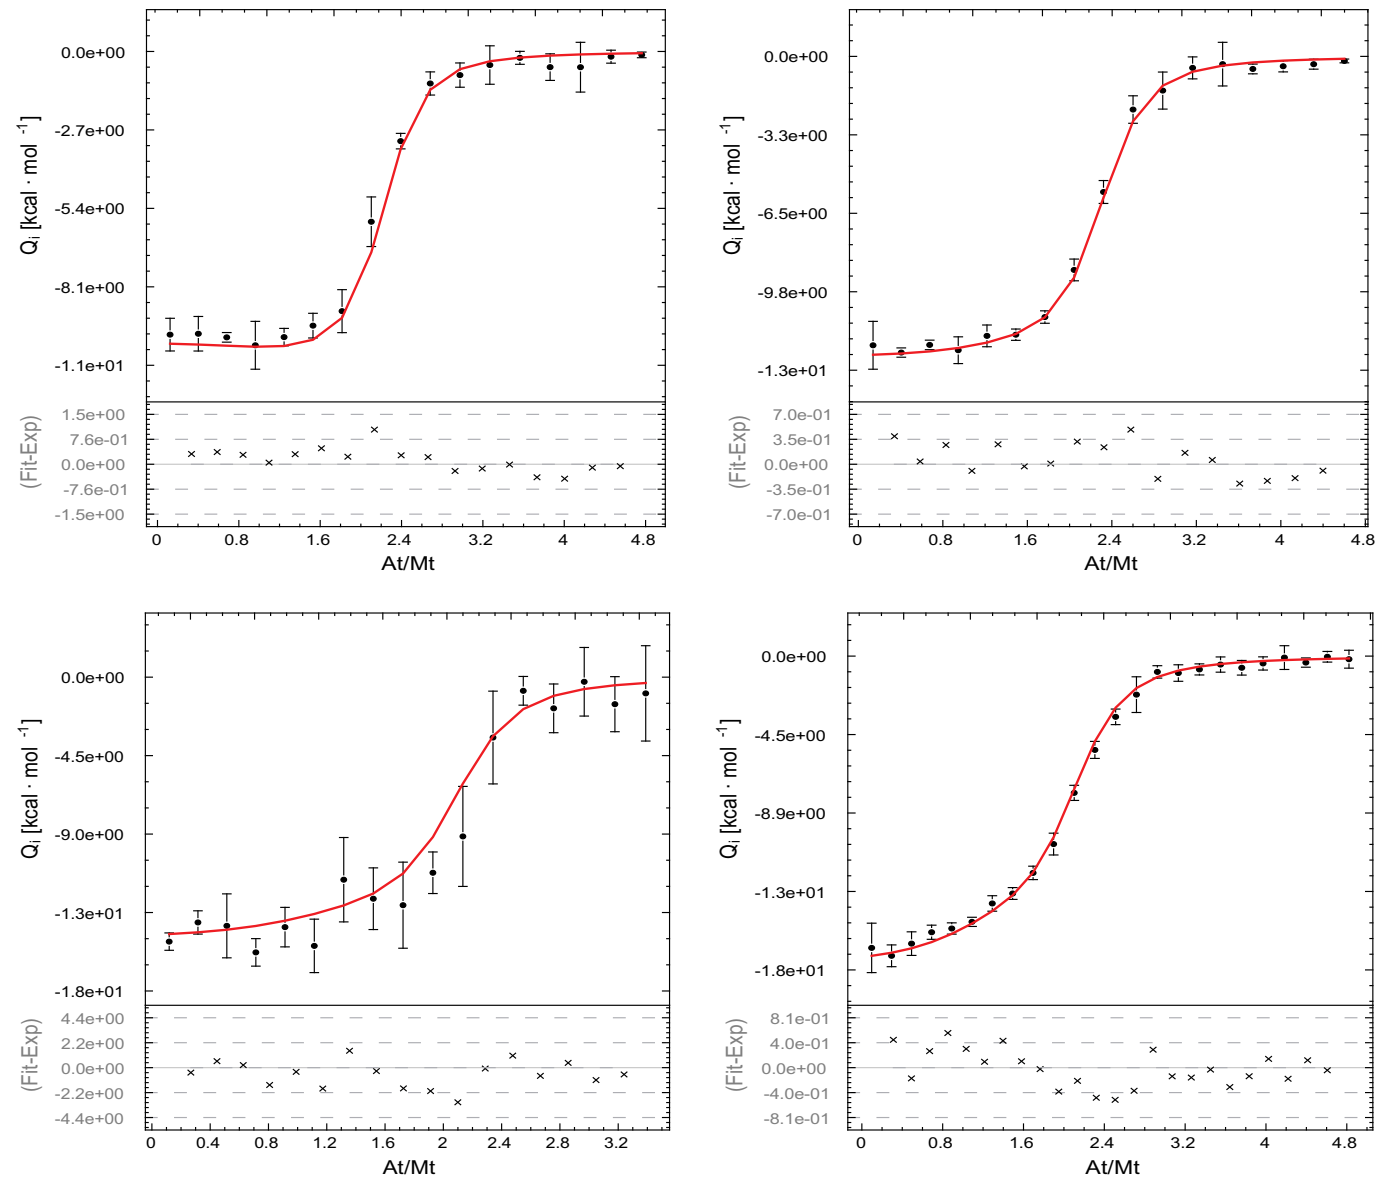 0.0e+00
-2.7e+00
-5.4e+00
-8.1e+00
-1.1e+01
Qi [kcal · mol -1]
1.5e+00
7.6e-01
0.0e+00
-7.6e-01
-1.5e+00
(Fit-Exp)
0 0.8 1.6 2.4 3.2 4 4.8
At/Mt
0.0e+00
-3.3e+00
-6.5e+00
-9.8e+00
-1.3e+01
Qi [kcal · mol -1]
7.0e-01
3.5e-01
0.0e+00
-3.5e-01
-7.0e-01
(Fit-Exp)
0 0.8 1.6 2.4 3.2 4 4.8
At/Mt
0.0e+00
-4.5e+00
-9.0e+00
-1.3e+01
-1.8e+01
Qi [kcal · mol -1]
4.4e+00
2.2e+00
0.0e+00
-2.2e+00
-4.4e+00
(Fit-Exp)
0 0.4 0.8 1.2 1.6 2 2.4 2.8 3.2
At/Mt
0.0e+00
-4.5e+00
-8.9e+00
-1.3e+01
-1.8e+01
Qi [kcal · mol -1]
8.1e-01
4.0e-01
0.0e+00
-4.0e-01
-8.1e-01
(Fit-Exp)
0 0.8 1.6 2.4 3.2 4 4.8
At/Mt